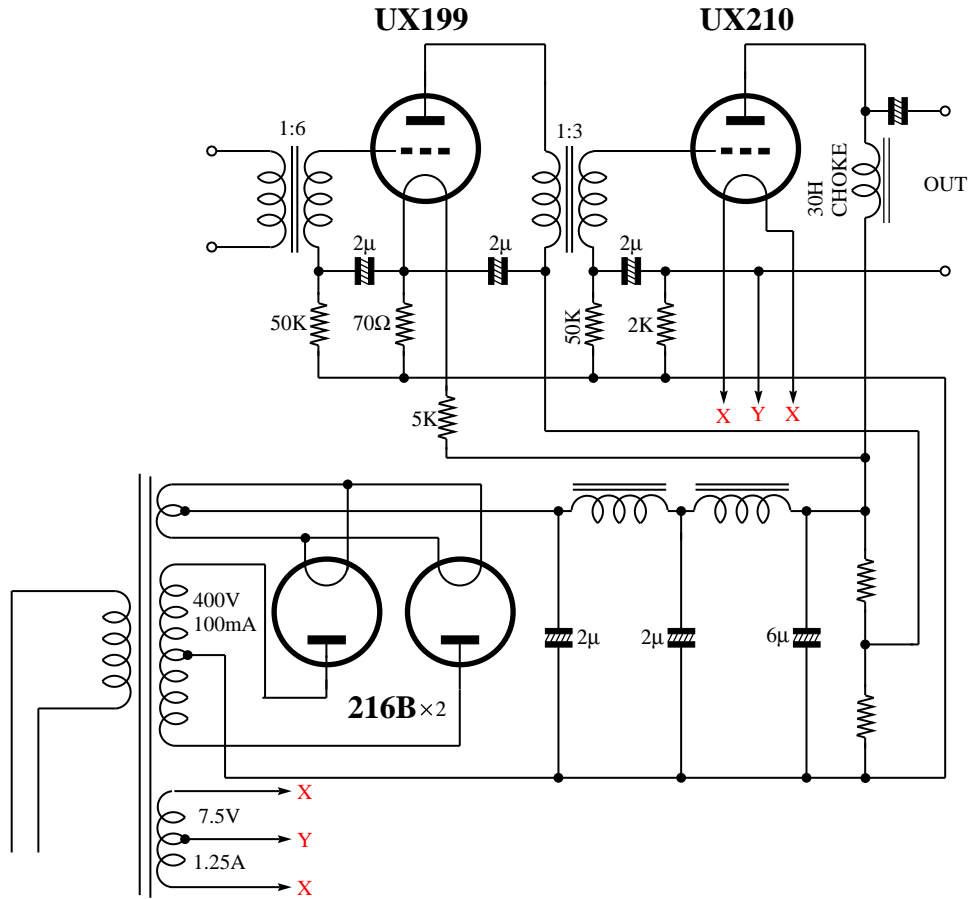 UX199
UX210
1:6
1:3
30H
CHOKE
OUT
2μ
2μ
2μ
50K
70Ω
50K
2K
5K
X
Y
X
400V
100mA
2μ
2μ
6μ
216B×2
X
7.5V
Y
1.25A
X